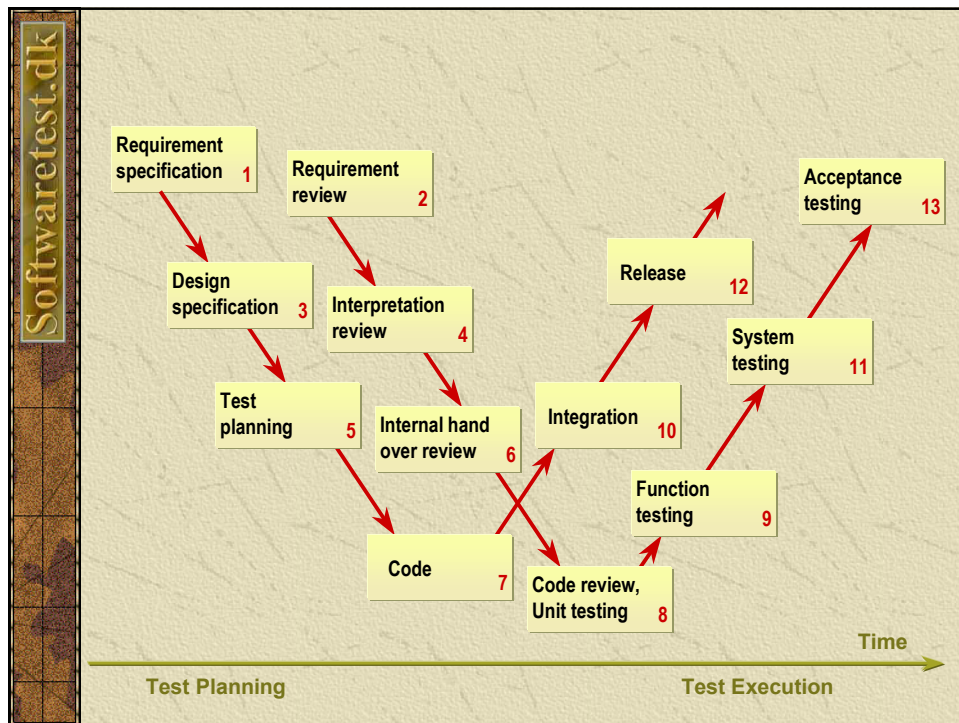 Softwaretest.dk
Requirement
specification 1
Requirement
review 2
Design
specification 3
Interpretation
review 4
Test
planning 5
Internal hand
over review 6
Code 7
Code review,
Unit testing 8
Function
testing 9
Integration 10
System
testing 11
Release 12
Acceptance
testing 13
Time
Test Planning
Test Execution